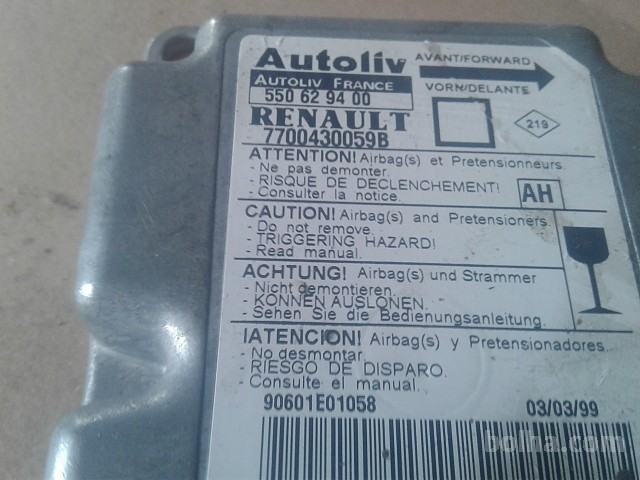 Autoliv
AVANT/FORWARD
AUTOLIV FRANCE
550 62 94 00
VORN/DELANTE
RENAULT
7700430059B
219
ATTENTION! Airbag(s) et Pretensionneurs.
- Ne pas demonter.
- RISQUE DE DECLENCHEMENT!
- Consulter la notice.
AH
CAUTION! Airbag(s) and Pretensioners.
- Do not remove.
- TRIGGERING HAZARD!
- Read manual.
ACHTUNG! Airbag(s) und Strammer
- Nicht demontieren.
- KONNEN AUSLONEN.
- Sehen Sie die Bedienungsanleitung.
!ATENCION! Airbag(s) y Pretensionadores.
- No desmontar.
- RIESGO DE DISPARO.
- Consulte el manual.
90601E01058
03/03/99
bolha.com